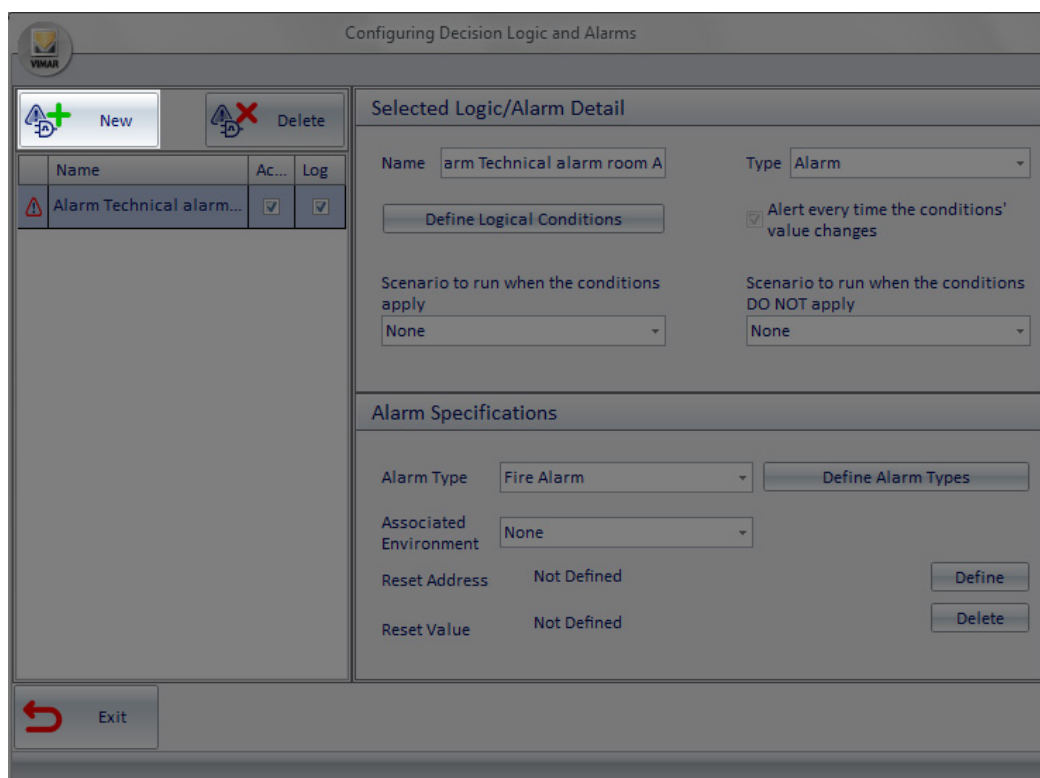 Configuring Decision Logic and Alarms
VIMAR
New
Delete
Name Ac... Log
Alarm Technical alarm...
Selected Logic/Alarm Detail
Name arm Technical alarm room A
Type Alarm
Define Logical Conditions
Alert every time the conditions'
value changes
Scenario to run when the conditions
apply
None
Scenario to run when the conditions
DO NOT apply
None
Alarm Specifications
Alarm Type Fire Alarm Define Alarm Types
Associated
Environment None
Reset Address Not Defined Define
Reset Value Not Defined Delete
Exit